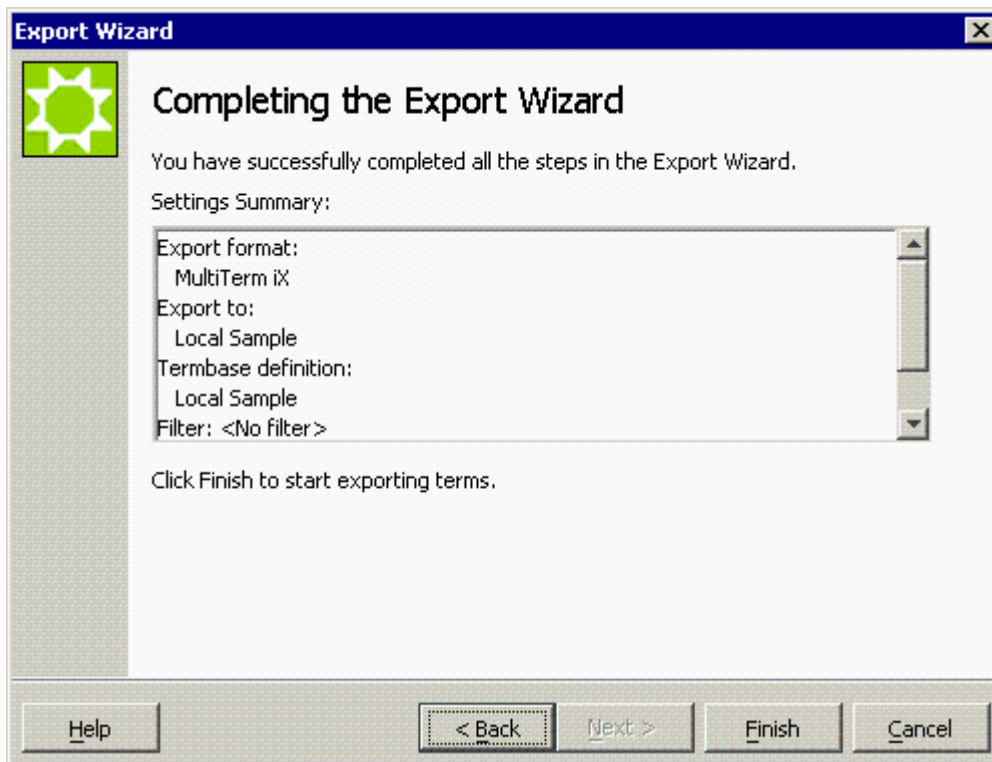 Export Wizard
Completing the Export Wizard
You have successfully completed all the steps in the Export Wizard.
Settings Summary:
Export format:
MultiTerm iX
Export to:
Local Sample
Termbase definition:
Local Sample
Filter: <No filter>
Click Finish to start exporting terms.
Help < Back Next > Finish Cancel